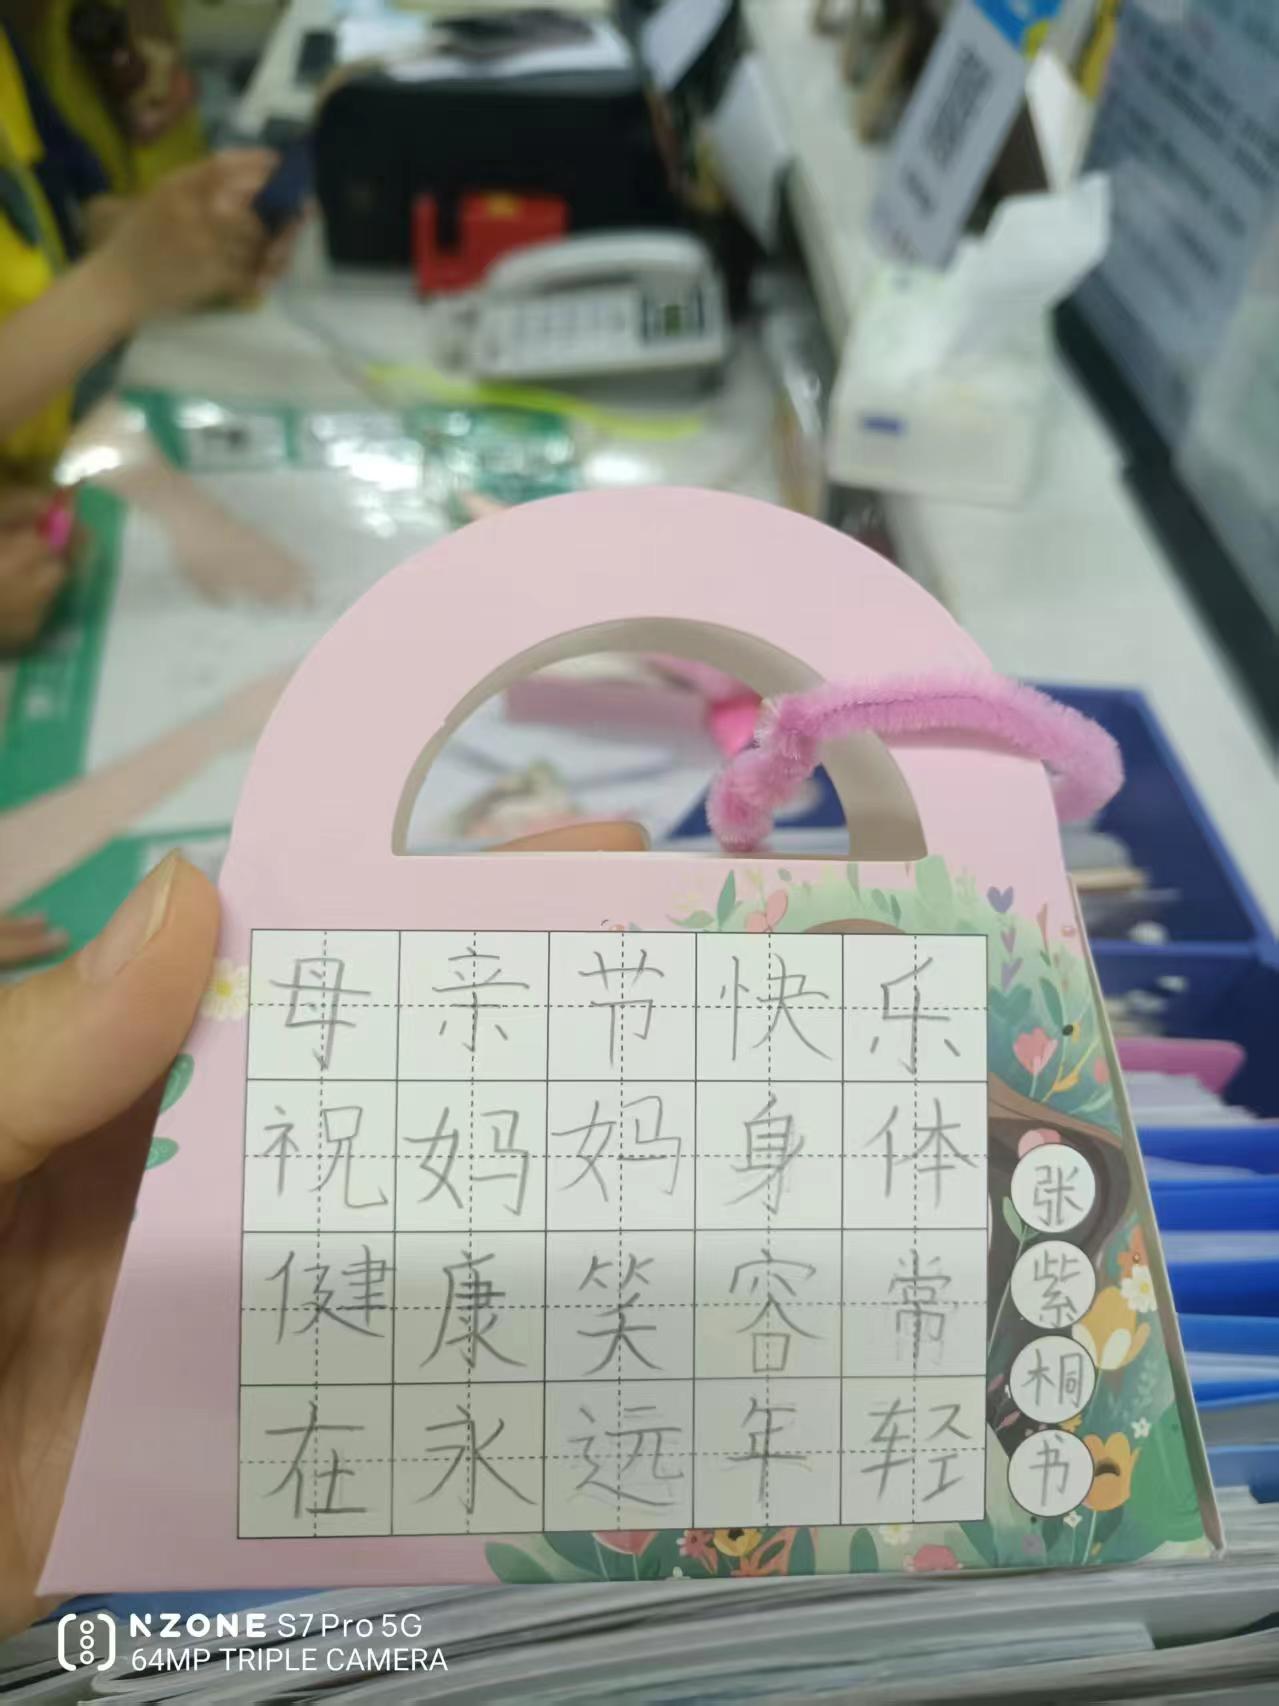 母亲节快乐
祝妈妈身体
健康笑容常
在永远年轻
张紫桐书
NZONE S7 Pro 5G
64MP TRIPLE CAMERA